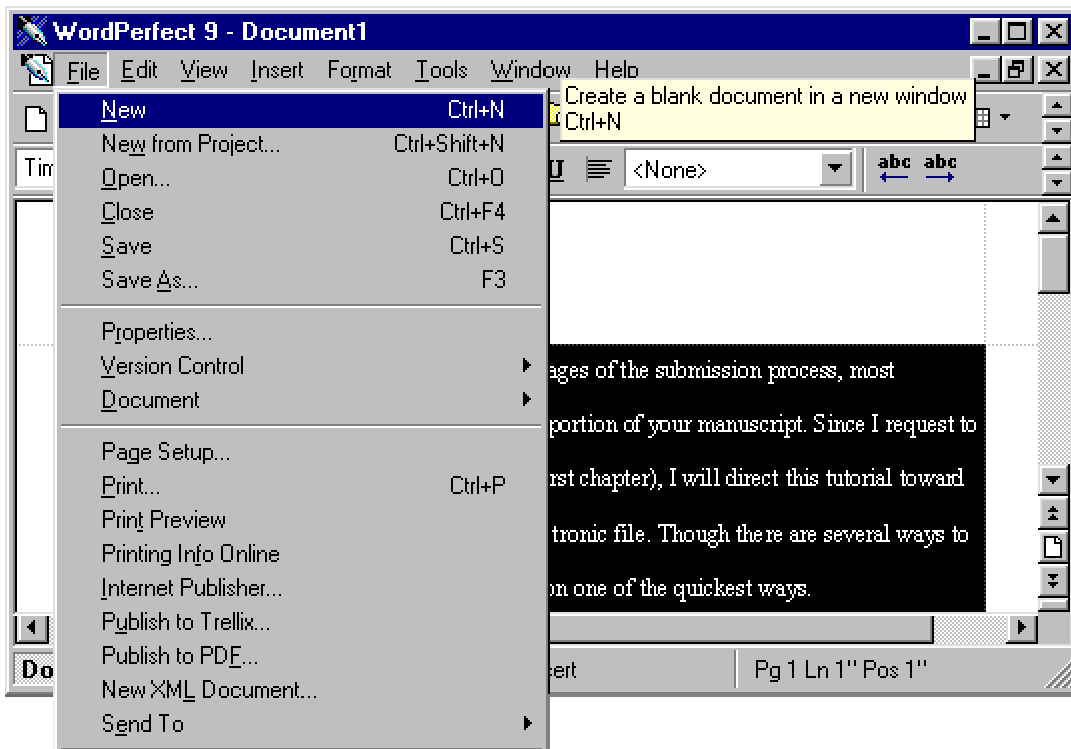 WordPerfect 9 - Document1
File Edit View Insert Format Tools Window Help
Create a blank document in a new window
Ctrl+N
New Ctrl+N
New from Project... Ctrl+Shift+N
Open... Ctrl+O
Close Ctrl+F4
Save Ctrl+S
Save As... F3
Properties...
Version Control
Document
Page Setup...
Print... Ctrl+P
Print Preview
Printing Info Online
Internet Publisher...
Publish to Trellix...
Publish to PDF...
New XML Document...
Send To
Tim
U <None> abc abc
ages of the submission process, most
portion of your manuscript. Since I request to
rst chapter), I will direct this tutorial toward
tronic file. Though there are several ways to
on one of the quickest ways.
Do ert Pg 1 Ln 1" Pos 1"